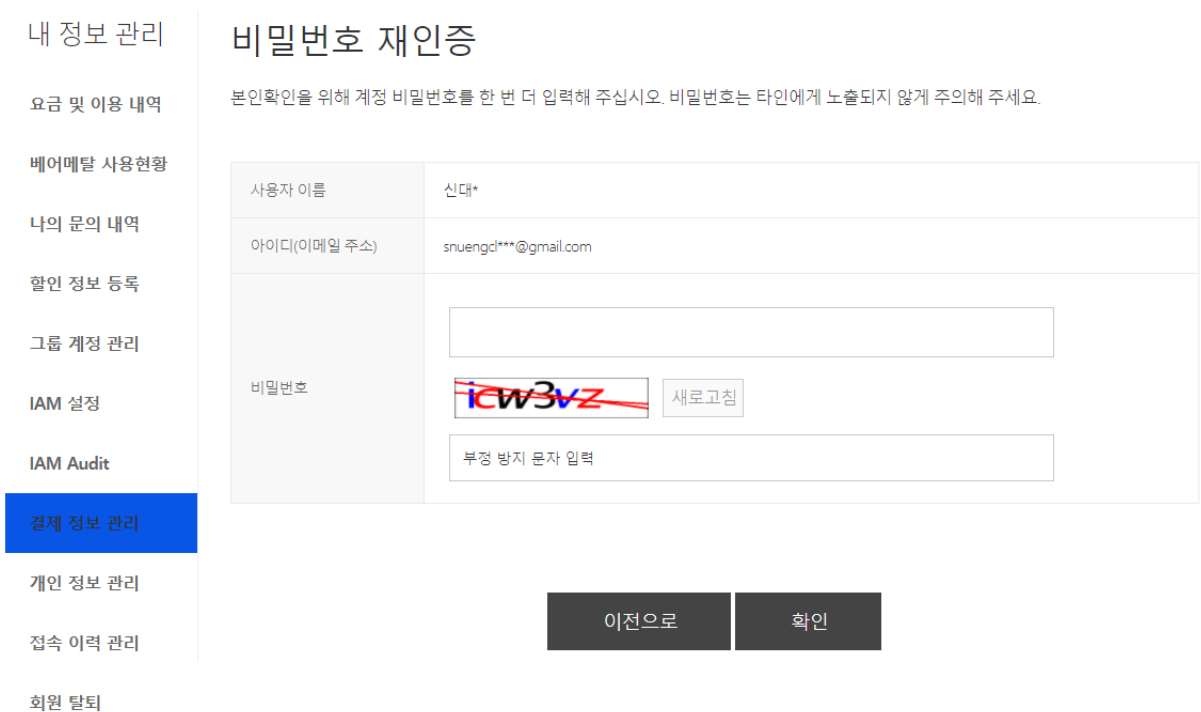 내 정보 관리
요금 및 이용 내역
베어메탈 사용현황
나의 문의 내역
할인 정보 등록
그룹 계정 관리
IAM 설정
IAM Audit
결제 정보 관리
개인 정보 관리
접속 이력 관리
회원 탈퇴
비밀번호 재인증
본인확인을 위해 계정 비밀번호를 한 번 더 입력해 주십시오. 비밀번호는 타인에게 노출되지 않게 주의해 주세요.
사용자 이름 신대*
아이디(이메일 주소) snuengcl***@gmail.com
비밀번호
icw3vz 새로고침
부정 방지 문자 입력
이전으로 확인